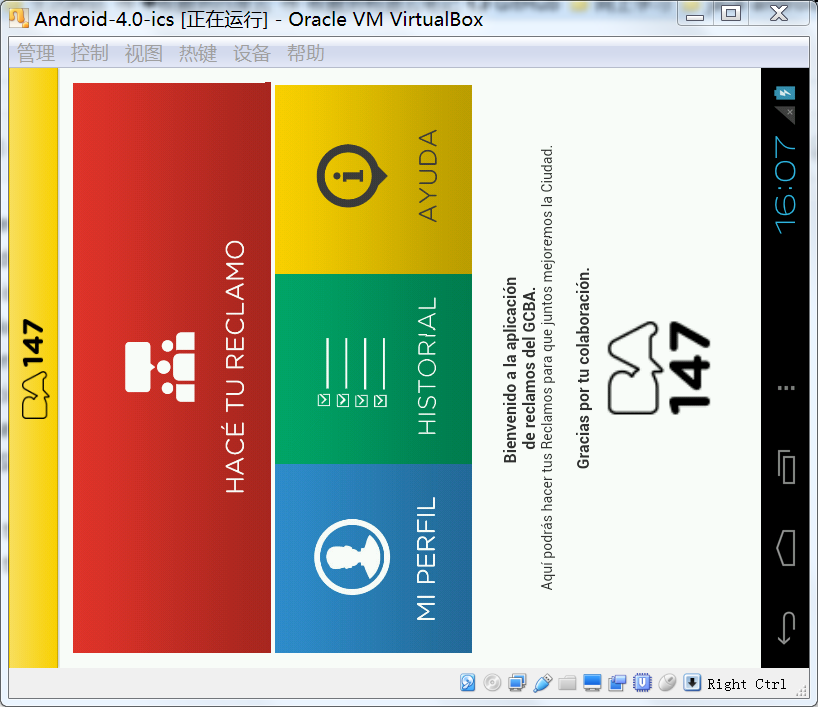 Android-4.0-ics [正在运行] - Oracle VM VirtualBox
管理 控制 视图 热键 设备 帮助
BA 147
HACÉ TU RECLAMO
MI PERFIL
HISTORIAL
AYUDA
Bienvenido a la aplicación
de reclamos del GCBA.
Aquí podrás hacer tus Reclamos para que juntos mejoremos la Ciudad.
Gracias por tu colaboración.
BA
147
16:07
Right Ctrl